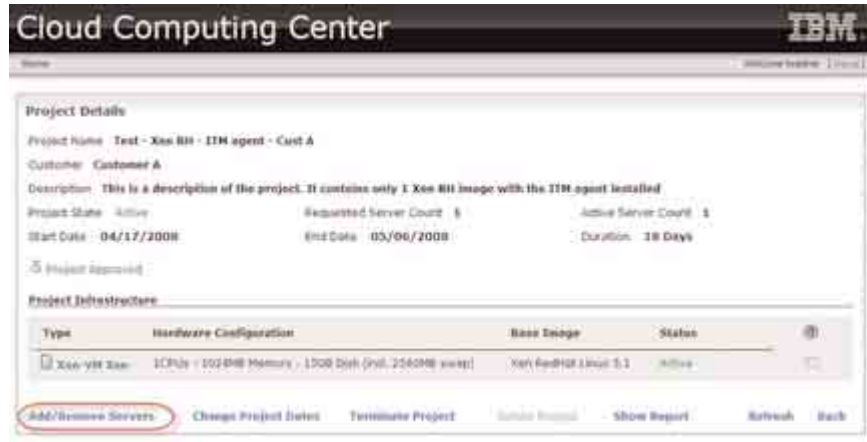 Cloud Computing Center IBM
Home Welcome
Project Details
Project Name Test - Xen RH - ITM agent - Cust A
Customer Customer A
Description This is a description of the project. It contains only 1 Xen RH image with the ITM agent installed
Project State Active Requested Server Count 1 Active Server Count 1
Start Date 04/17/2008 End Date 05/06/2008 Duration 18 Days
Project Approved
Project Infrastructure
Type Hardware Configuration Base Image Status
Xen-VM Xen- 1CPUs - 1024MB Memory - 15GB Disk (incl. 2560MB swap) Xen RedHat Linux 5.1 Active
Add/Remove Servers Change Project Dates Terminate Project Delete Project Show Report Refresh Back